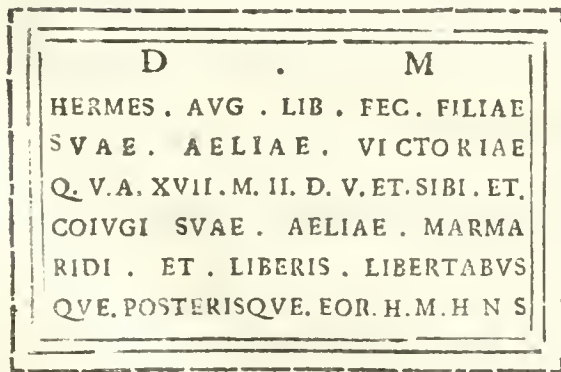 D . M
HERMES . AVG . LIB . FEC . FILIAE
SVAE . AELIAE . VICTORIAE
Q. V. A. XVII. M. II. D. V. ET. SIBI . ET.
COIVGI SVAE . AELIAE . MARMA
RIDI . ET . LIBERIS . LIBERTABVS
QVE. POSTERISQVE. EOR. H. M. H N S